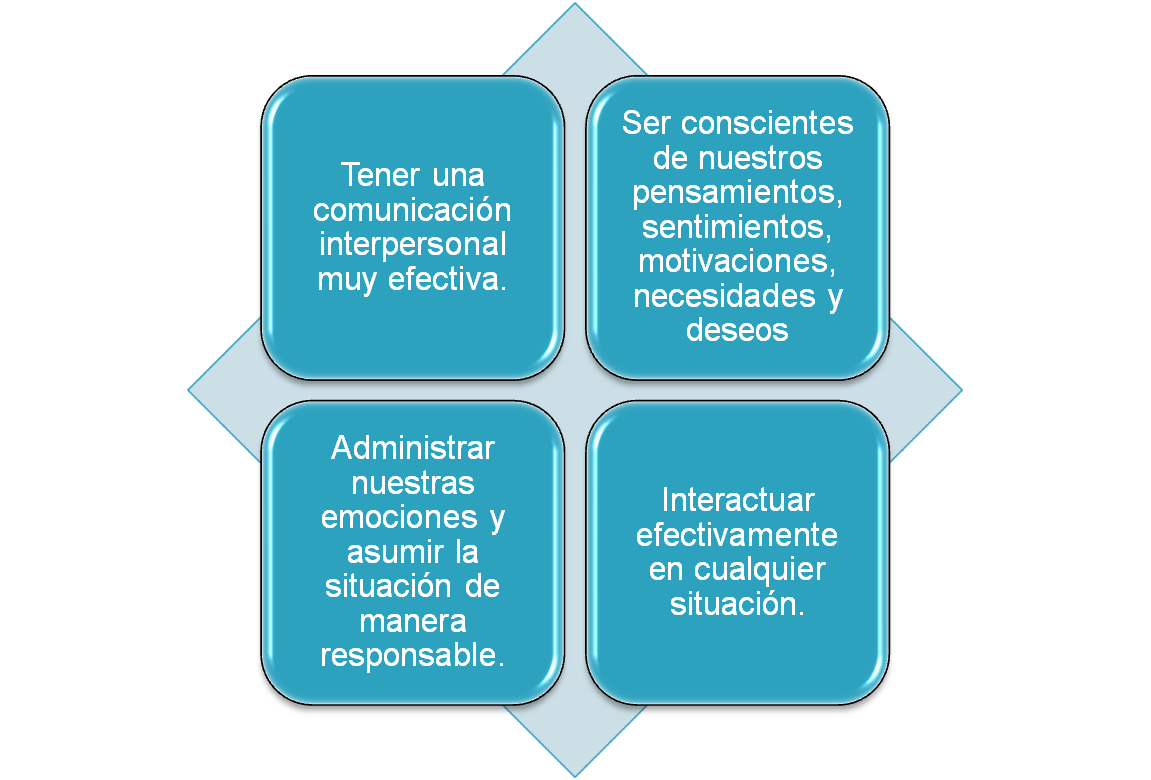 Tener una
comunicación
interpersonal
muy efectiva.
Ser conscientes
de nuestros
pensamientos,
sentimientos,
motivaciones,
necesidades y
deseos
Administrar
nuestras
emociones y
asumir la
situación de
manera
responsable.
Interactuar
efectivamente
en cualquier
situación.